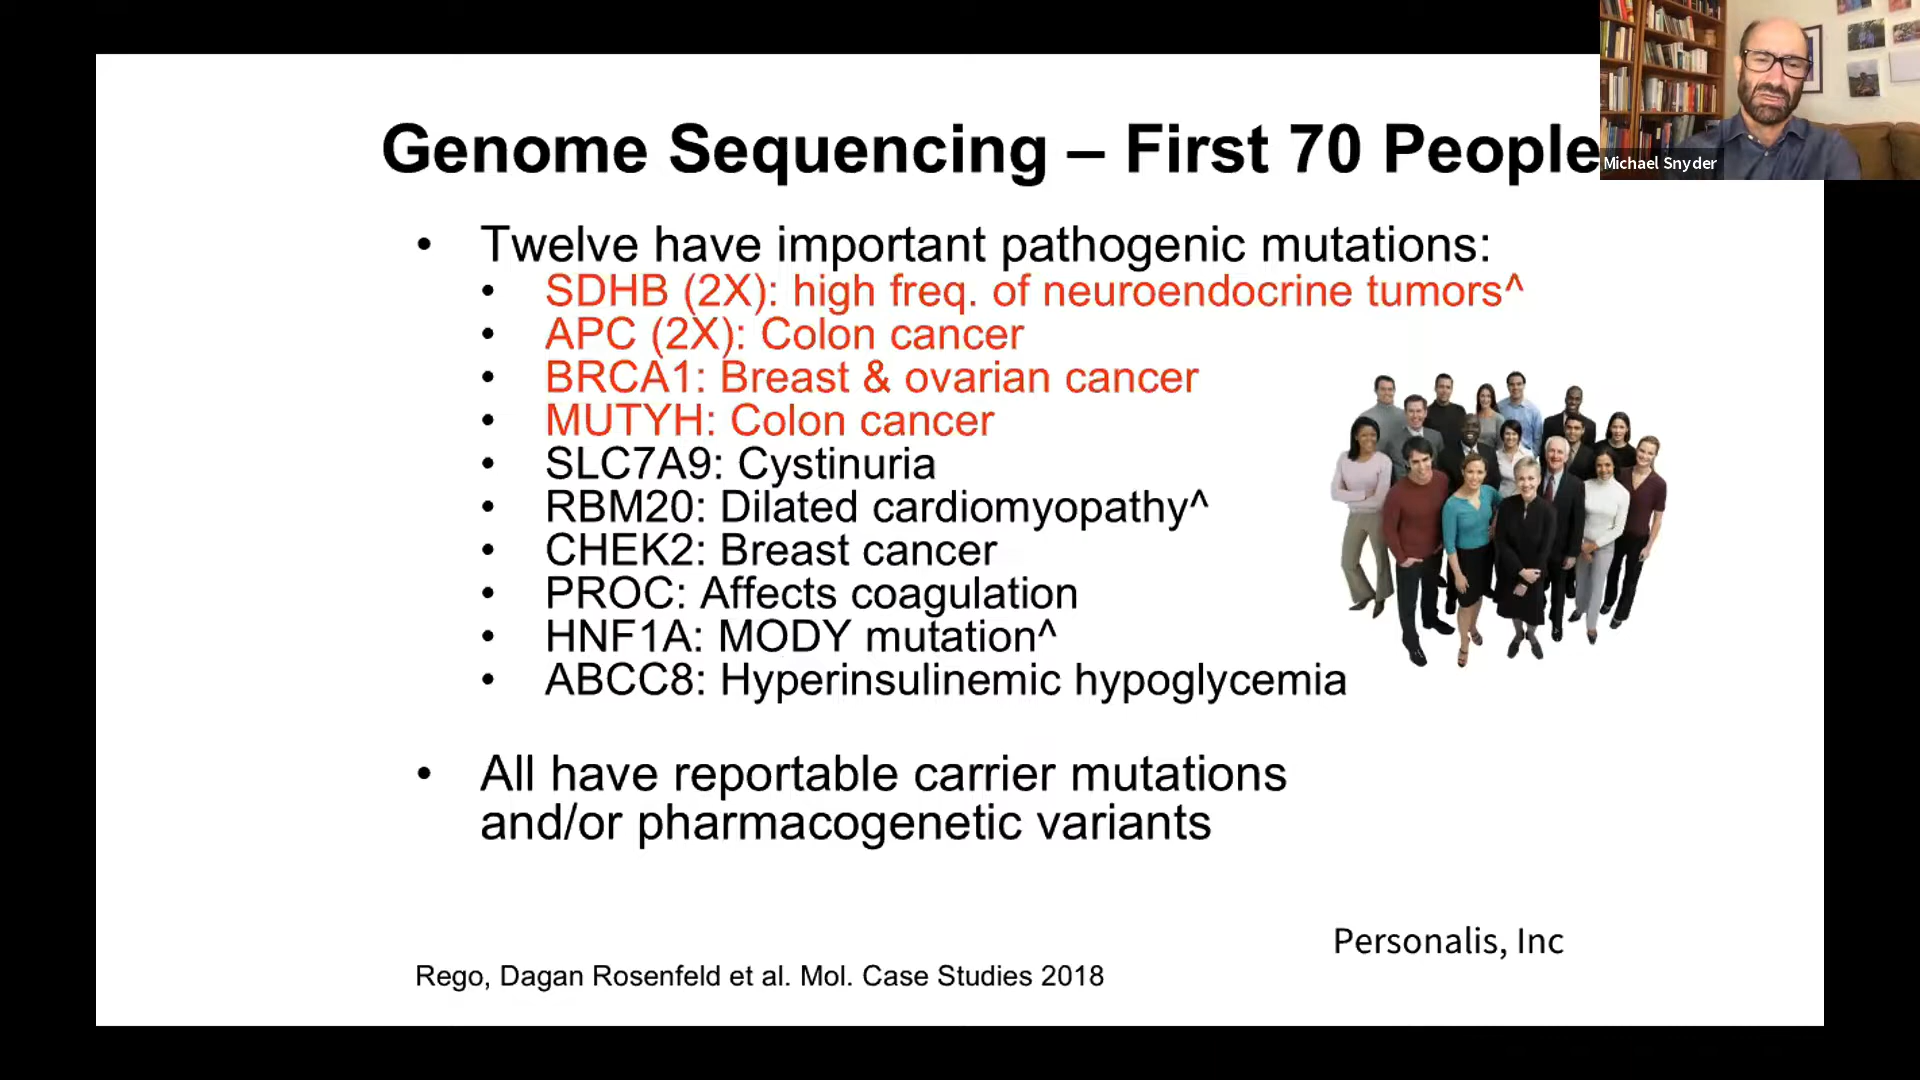 Genome Sequencing – First 70 People
Michael Snyder
• Twelve have important pathogenic mutations:
• SDHB (2X): high freq. of neuroendocrine tumors^
• APC (2X): Colon cancer
• BRCA1: Breast & ovarian cancer
• MUTYH: Colon cancer
• SLC7A9: Cystinuria
• RBM20: Dilated cardiomyopathy^
• CHEK2: Breast cancer
• PROC: Affects coagulation
• HNF1A: MODY mutation^
• ABCC8: Hyperinsulinemic hypoglycemia
• All have reportable carrier mutations
and/or pharmacogenetic variants
Personalis, Inc
Rego, Dagan Rosenfeld et al. Mol. Case Studies 2018